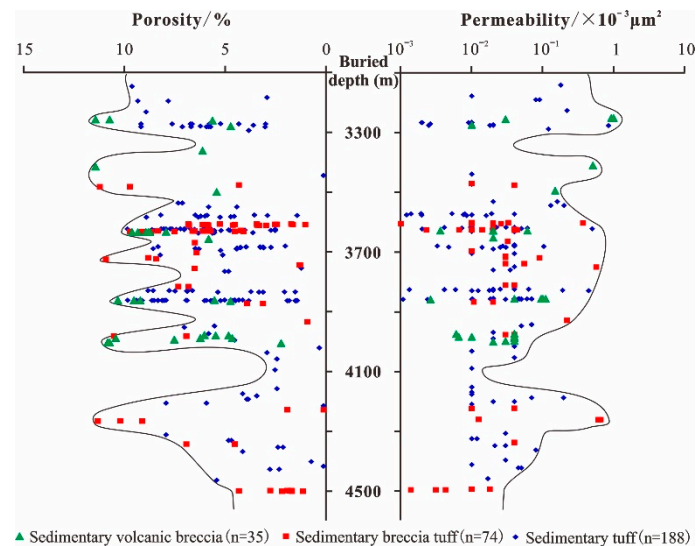 Porosity/%
Permeability/×10⁻³μm²
15 10 5 0
Buried depth (m)
10⁻³ 10⁻² 10⁻¹ 1 10
3300
3700
4100
4500
Sedimentary volcanic breccia (n=35) Sedimentary breccia tuff (n=74) Sedimentary tuff (n=188)